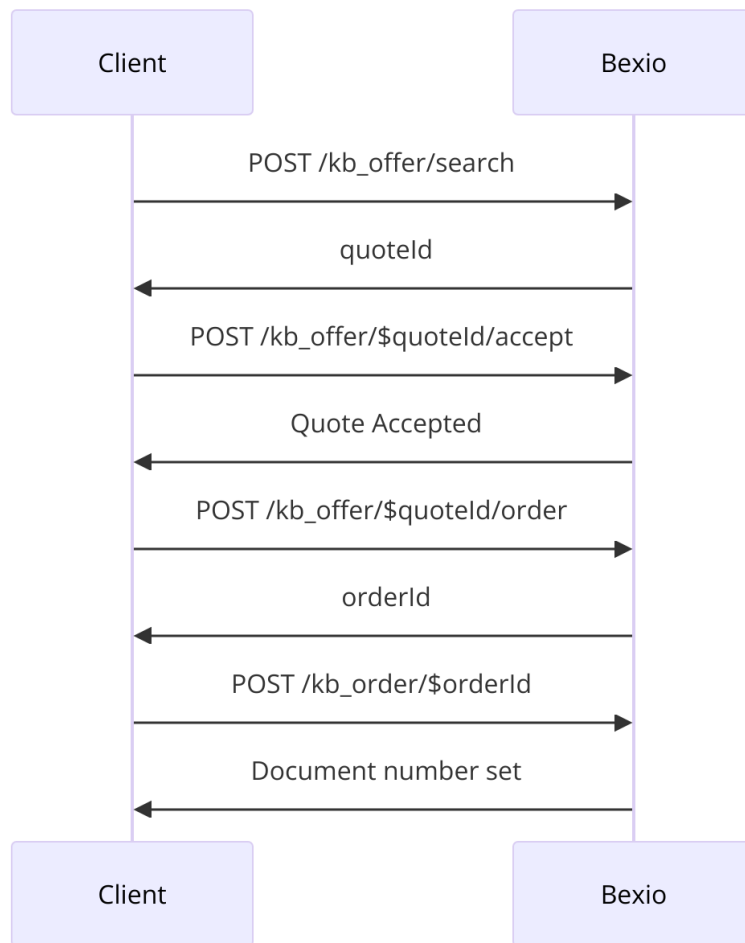 Client
Bexio
POST /kb_offer/search
quoteId
POST /kb_offer/$quoteId/accept
Quote Accepted
POST /kb_offer/$quoteId/order
orderId
POST /kb_order/$orderId
Document number set
Client
Bexio